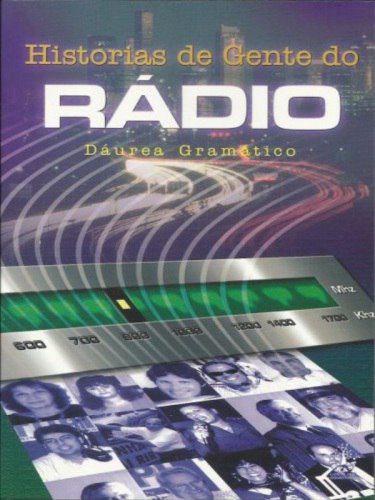 Histórias de Gente do
RÁDIO
Dáurea Gramático
Mhz
Khz
600 700 800 1000 1200 1400 1700